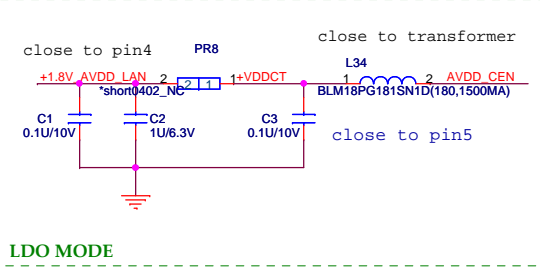 close to transformer
close to pin4
PR8
L34
+1.8V_AVDD_LAN 2 2 1 1 +VDDCT 1 2 AVDD_CEN
*short0402_NC
BLM18PG181SN1D(180,1500MA)
C1
0.1U/10V
C2
1U/6.3V
C3
0.1U/10V
close to pin5
LDO MODE